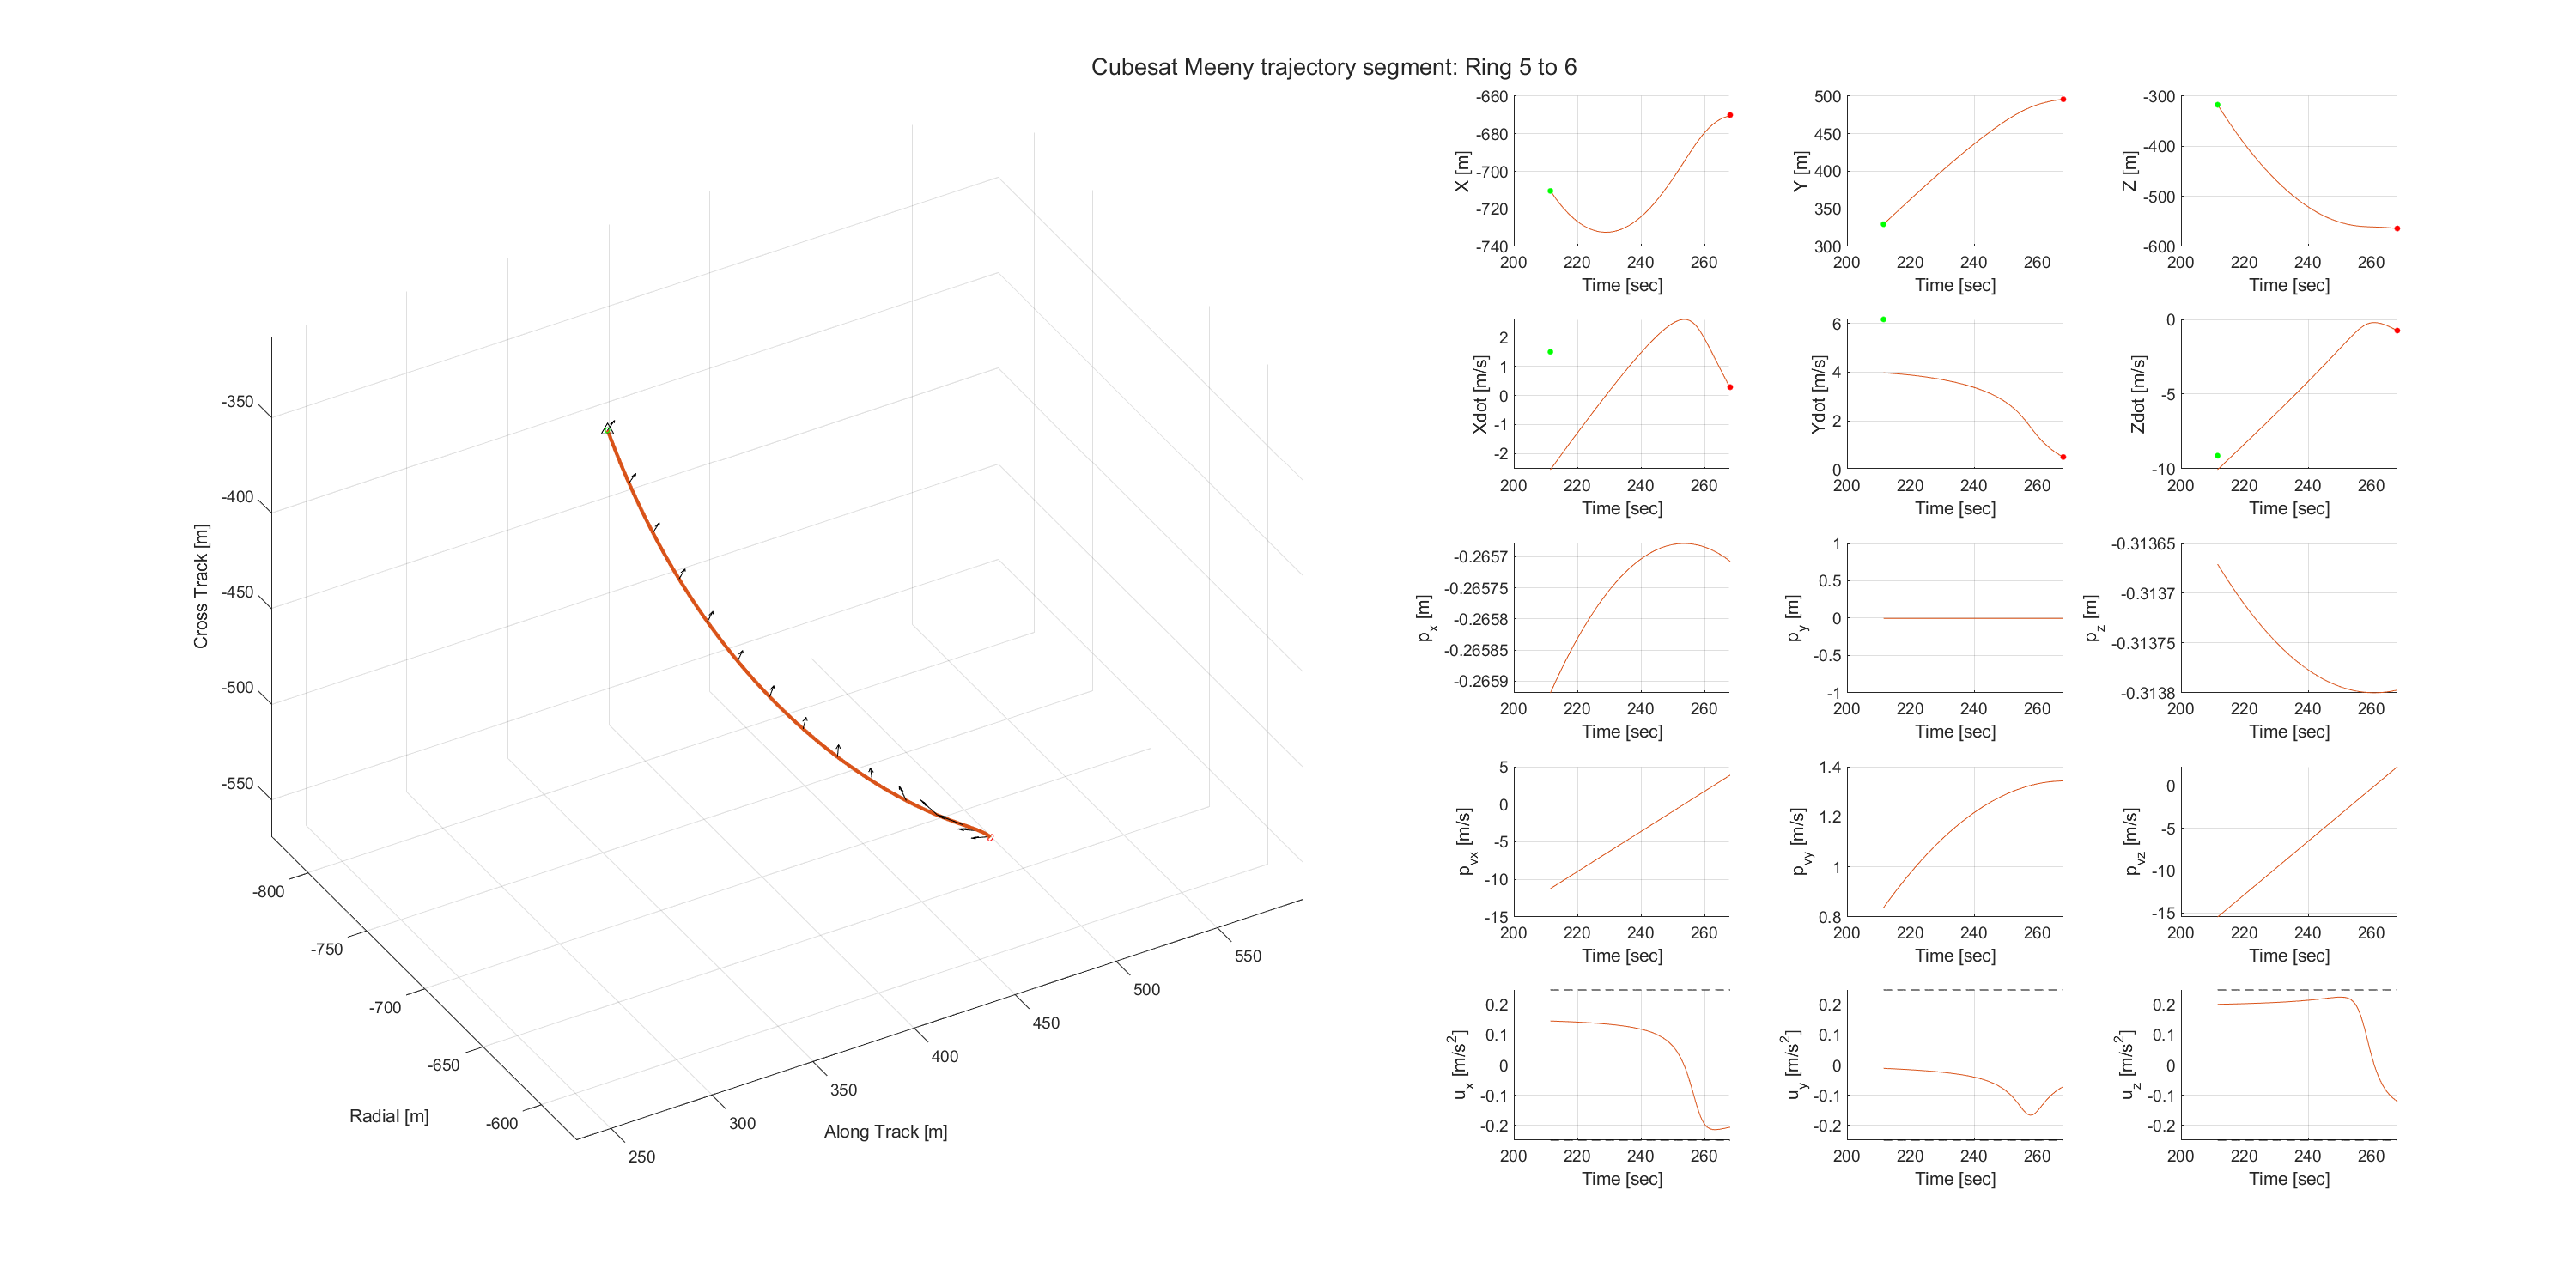 Cubesat Meeny trajectory segment: Ring 5 to 6
-350
-400
-450
-500
-550
Cross Track [m]
-800
-750
-700
-650
-600
Radial [m]
250
300
350
400
450
500
550
Along Track [m]
-660
-680
-700
-720
-740
X [m]
200 220 240 260
Time [sec]
500
450
400
350
300
Y [m]
200 220 240 260
Time [sec]
-300
-400
-500
-600
Z [m]
200 220 240 260
Time [sec]
2
1
0
-1
-2
Xdot [m/s]
200 220 240 260
Time [sec]
6
4
2
0
Ydot [m/s]
200 220 240 260
Time [sec]
0
-5
-10
Zdot [m/s]
200 220 240 260
Time [sec]
-0.2657
-0.26575
-0.2658
-0.26585
-0.2659
p_x [m]
200 220 240 260
Time [sec]
1
0.5
0
-0.5
-1
p_y [m]
200 220 240 260
Time [sec]
-0.31365
-0.3137
-0.31375
-0.3138
p_z [m]
200 220 240 260
Time [sec]
5
0
-5
-10
-15
p_vx [m/s]
200 220 240 260
Time [sec]
1.4
1.2
1
0.8
p_vy [m/s]
200 220 240 260
Time [sec]
0
-5
-10
-15
p_vz [m/s]
200 220 240 260
Time [sec]
0.2
0.1
0
-0.1
-0.2
u_x [m/s²]
200 220 240 260
Time [sec]
0.2
0.1
0
-0.1
-0.2
u_y [m/s²]
200 220 240 260
Time [sec]
0.2
0.1
0
-0.1
-0.2
u_z [m/s²]
200 220 240 260
Time [sec]